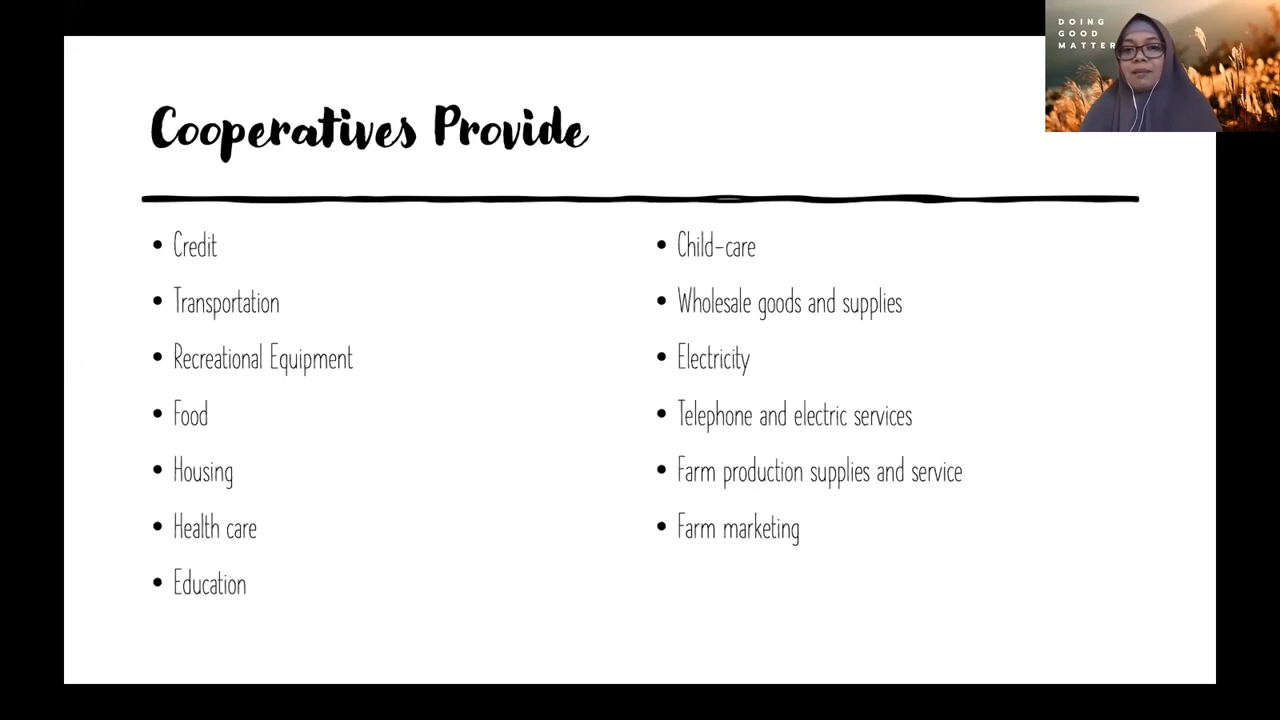 DOING
GOOD
MATTER
Cooperatives Provide
• Credit
• Transportation
• Recreational Equipment
• Food
• Housing
• Health care
• Education
• Child-care
• Wholesale goods and supplies
• Electricity
• Telephone and electric services
• Farm production supplies and service
• Farm marketing